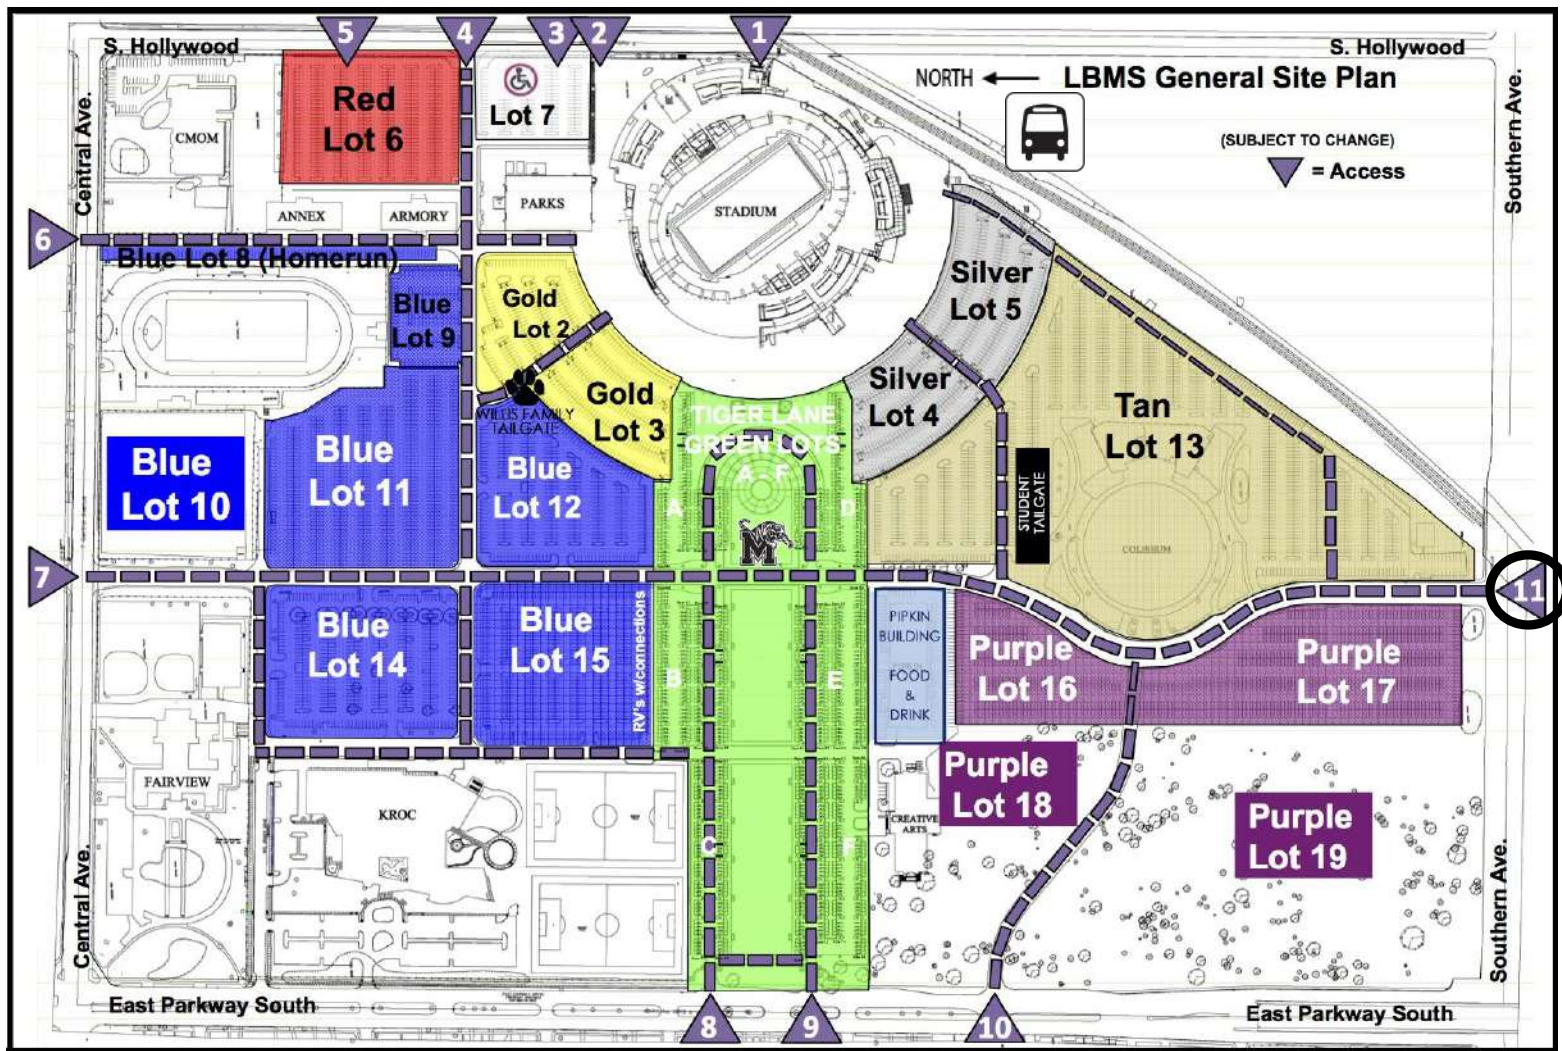 5
4
3
2
1
S. Hollywood
S. Hollywood
NORTH
LBMS General Site Plan
(SUBJECT TO CHANGE)
= Access
Central Ave.
Southern Ave.
CMOM
Red
Lot 6
Lot 7
PARKS
STADIUM
ANNEX
ARMORY
6
Blue Lot 8 (Homerun)
Blue
Lot 9
Gold
Lot 2
Gold
Lot 3
WILLIS FAMILY
TAILGATE
Silver
Lot 5
Silver
Lot 4
Tan
Lot 13
TIGER LANE
GREEN LOTS
A - F
Blue
Lot 10
Blue
Lot 11
Blue
Lot 12
A
D
M
STUDENT
TAILGATE
COLISEUM
7
11
Blue
Lot 14
Blue
Lot 15
RV's w/connections
B
E
PIPKIN
BUILDING
FOOD
&
DRINK
Purple
Lot 16
Purple
Lot 17
Purple
Lot 18
Purple
Lot 19
FAIRVIEW
KROC
C
F
CREATIVE
ARTS
Central Ave.
Southern Ave.
East Parkway South
East Parkway South
8
9
10